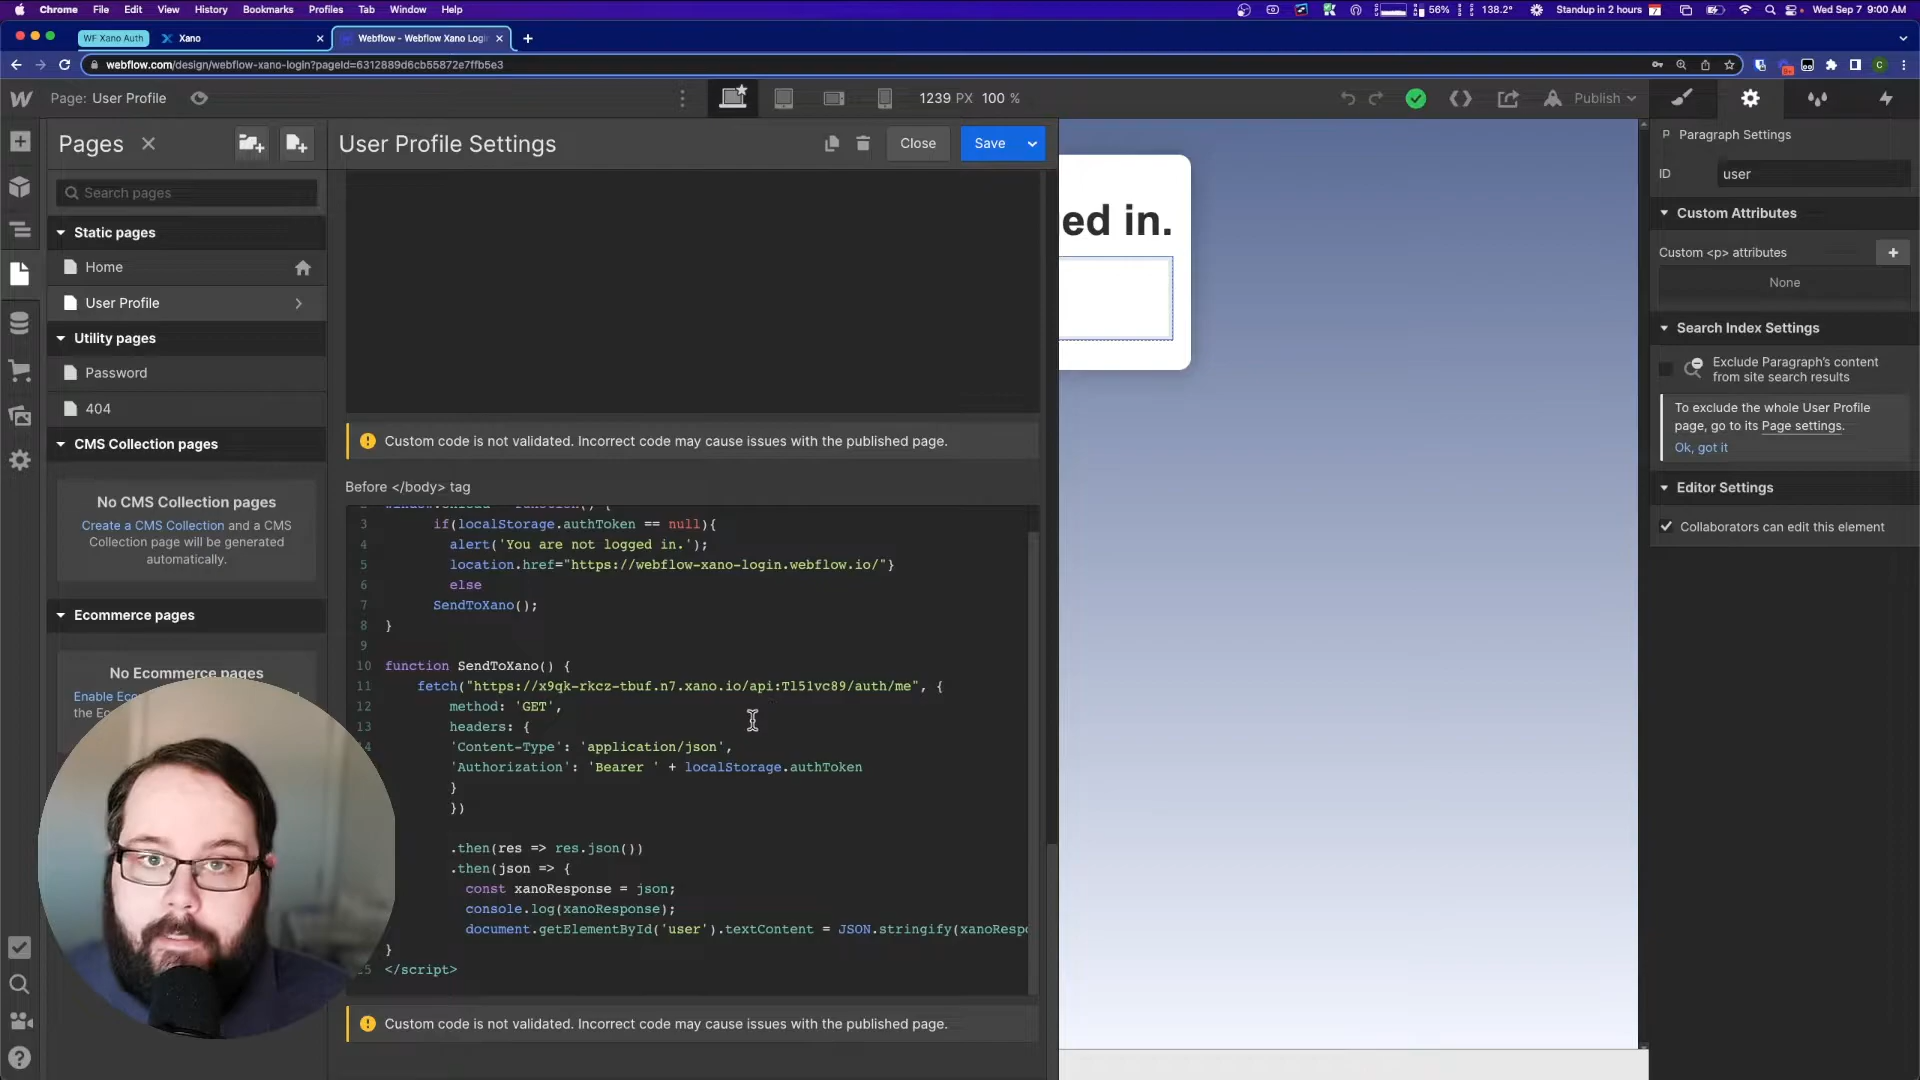 Chrome File Edit View History Bookmarks Profiles Tab Window Help
56% 138.2° Standup in 2 hours 7 Wed Sep 7 9:00 AM
WF Xano Auth Xano Webflow - Webflow Xano Logi
webflow.com/design/webflow-xano-login?pageId=6312889d6cb55872e7ffb5e3
Page: User Profile 1239 PX 100 % Publish
Pages
Search pages
Static pages
Home
User Profile
Utility pages
Password
404
CMS Collection pages
No CMS Collection pages
Create a CMS Collection and a CMS
Collection page will be generated
automatically.
Ecommerce pages
No Ecommerce pages
Enable Eco
the Ec
User Profile Settings
Close Save
Custom code is not validated. Incorrect code may cause issues with the published page.
Before </body> tag
3 if(localStorage.authToken == null){
4 alert('You are not logged in.');
5 location.href="https://webflow-xano-login.webflow.io/"}
6 else
7 SendToXano();
8 }
9
10 function SendToXano() {
11 fetch("https://x9qk-rkcz-tbuf.n7.xano.io/api:Tl51vc89/auth/me", {
12 method: 'GET',
13 headers: {
14 'Content-Type': 'application/json',
'Authorization': 'Bearer ' + localStorage.authToken
}
})
.then(res => res.json())
.then(json => {
const xanoResponse = json;
console.log(xanoResponse);
document.getElementById('user').textContent = JSON.stringify(xanoRespo
}
</script>
Custom code is not validated. Incorrect code may cause issues with the published page.
ed in.
P Paragraph Settings
ID user
Custom Attributes
Custom <p> attributes
None
Search Index Settings
Exclude Paragraph's content
from site search results
To exclude the whole User Profile
page, go to its Page settings.
Ok, got it
Editor Settings
Collaborators can edit this element